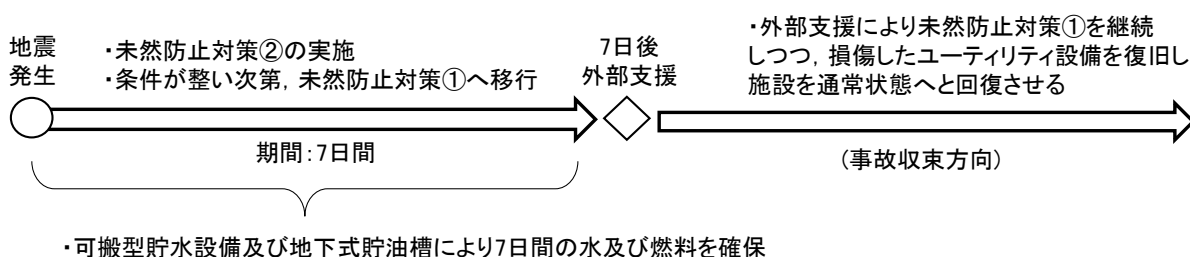 地震
発生
・未然防止対策②の実施
・条件が整い次第，未然防止対策①へ移行
7日後
外部支援
・外部支援により未然防止対策①を継続
しつつ，損傷したユーティリティ設備を復旧し
施設を通常状態へと回復させる
期間：7日間
(事故収束方向)
・可搬型貯水設備及び地下式貯油槽により7日間の水及び燃料を確保